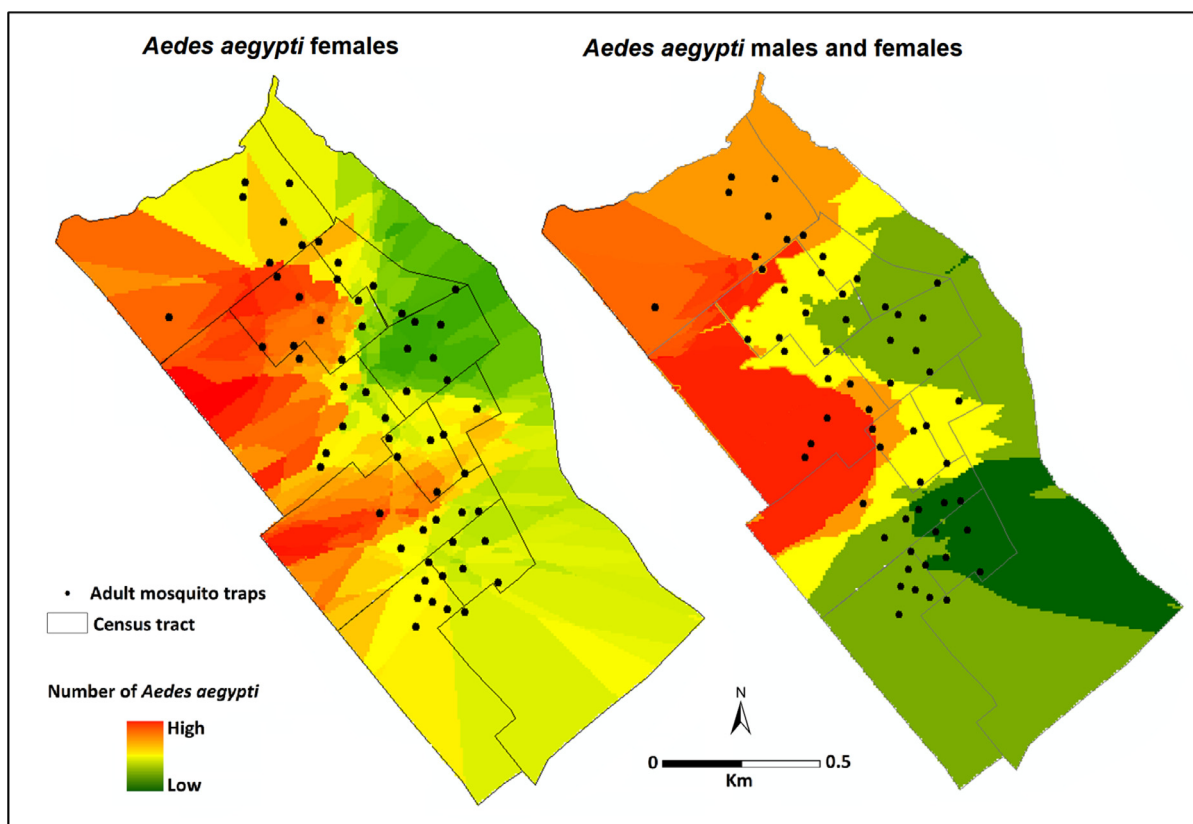 Aedes aegypti females
Aedes aegypti males and females
Adult mosquito traps
Census tract
Number of Aedes aegypti
High
Low
N
0 0.5
Km